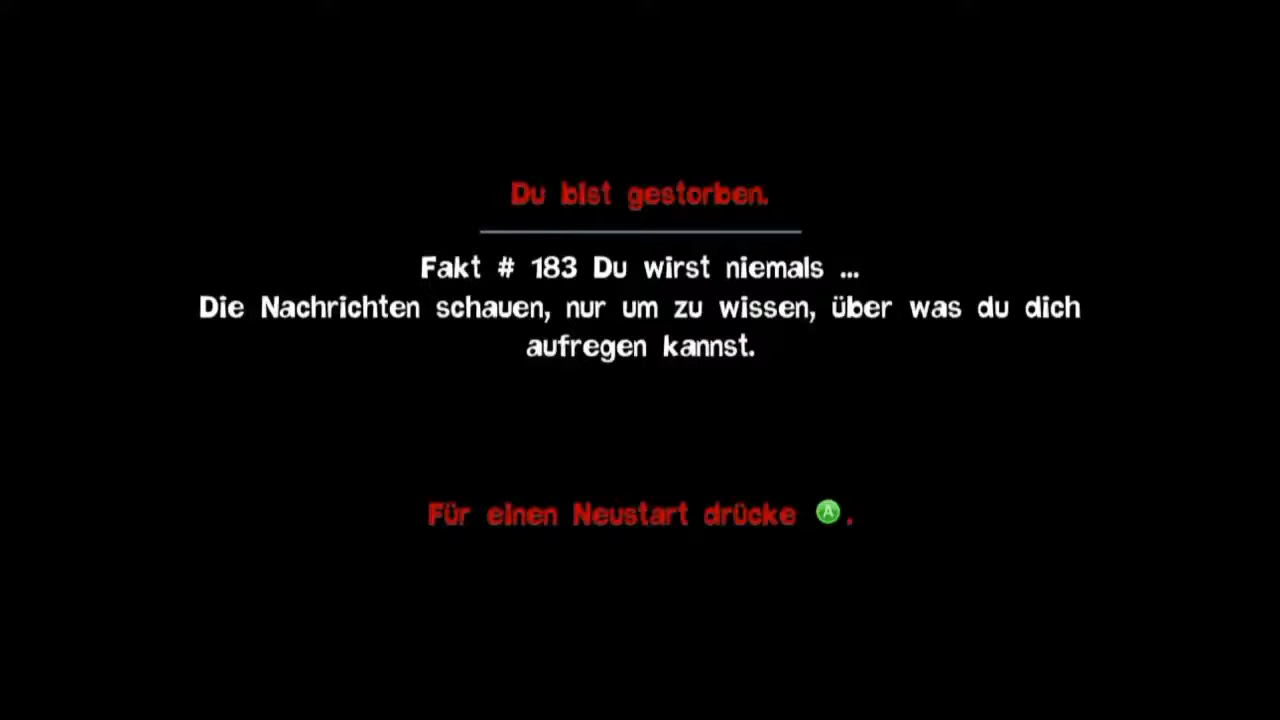 Du bist gestorben.
Fakt # 183 Du wirst niemals ...
Die Nachrichten schauen, nur um zu wissen, über was du dich
aufregen kannst.
Für einen Neustart drücke A.